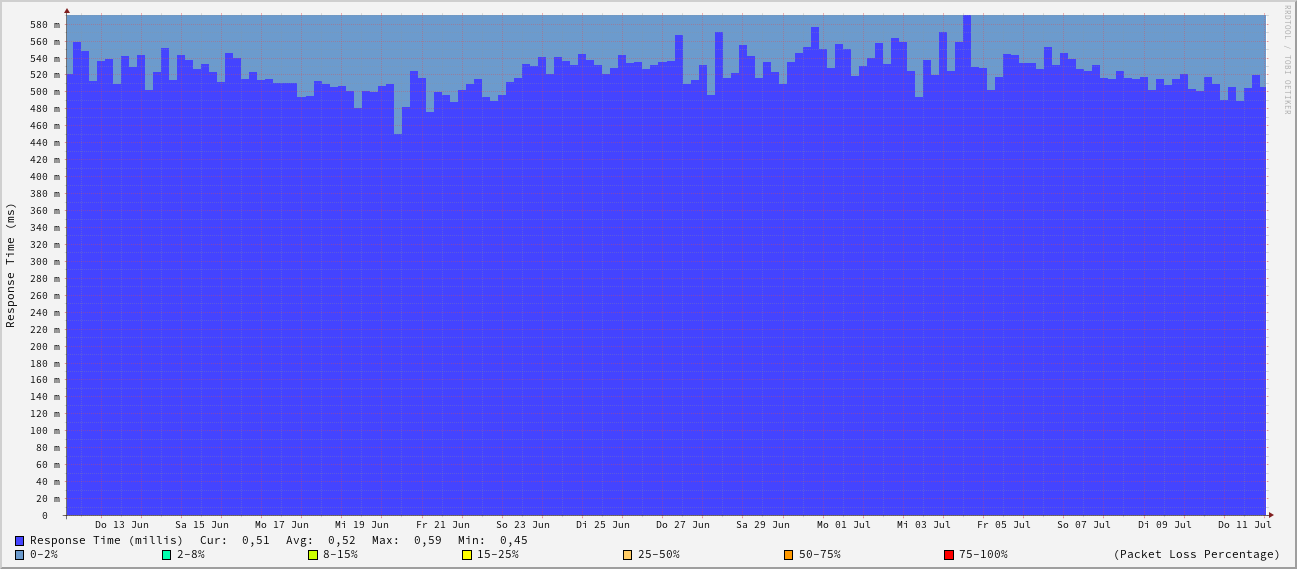 RRDTOOL / TOBI OETIKER
Response Time (ms)
580 m
560 m
540 m
520 m
500 m
480 m
460 m
440 m
420 m
400 m
380 m
360 m
340 m
320 m
300 m
280 m
260 m
240 m
220 m
200 m
180 m
160 m
140 m
120 m
100 m
80 m
60 m
40 m
20 m
0
Do 13 Jun Sa 15 Jun Mo 17 Jun Mi 19 Jun Fr 21 Jun So 23 Jun Di 25 Jun Do 27 Jun Sa 29 Jun Mo 01 Jul Mi 03 Jul Fr 05 Jul So 07 Jul Di 09 Jul Do 11 Jul
Response Time (millis) Cur: 0,51 Avg: 0,52 Max: 0,59 Min: 0,45
0-2% 2-8% 8-15% 15-25% 25-50% 50-75% 75-100% (Packet Loss Percentage)